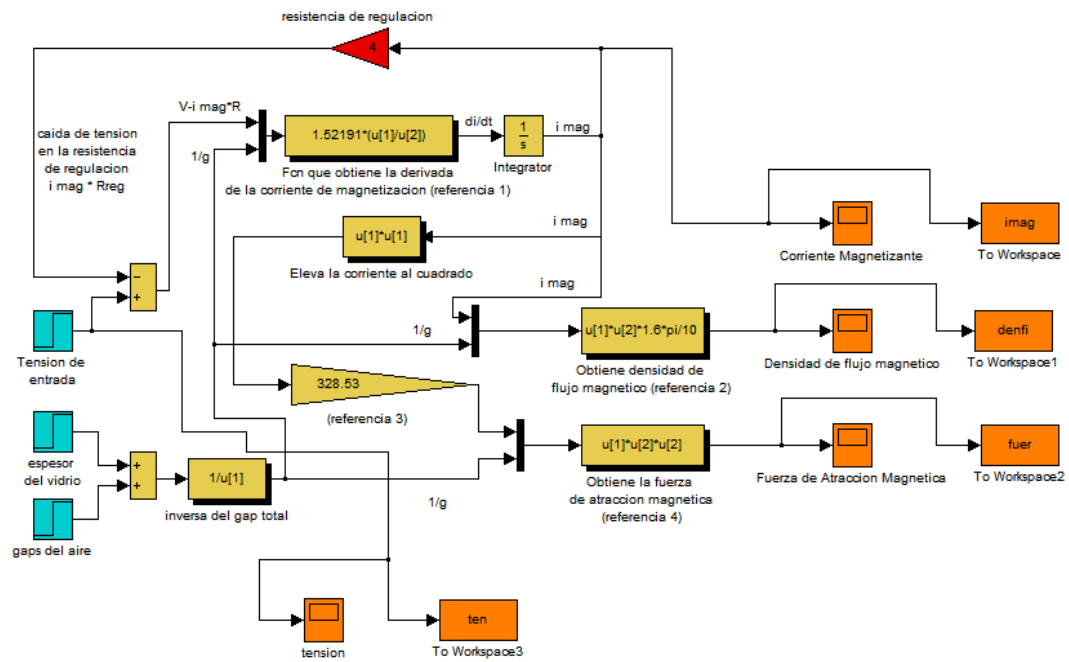 resistencia de regulacion
4
V-i mag*R
caida de tension
en la resistencia
de regulacion
i mag * Rreg
1.52191*(u[1]/u[2])
di/dt
1
s
i mag
Integrator
1/g
Fcn que obtiene la derivada
de la corriente de magnetizacion (referencia 1)
i mag
u[1]*u[1]
Eleva la corriente al cuadrado
imag
Corriente Magnetizante
To Workspace
−
+
i mag
1/g
u[1]*u[2]*1.6*pi/10
denfi
Tension de
entrada
Obtiene densidad de
flujo magnetico (referencia 2)
Densidad de flujo magnetico
To Workspace1
328.53
(referencia 3)
espesor
del vidrio
+
+
1/u[1]
inversa del gap total
1/g
u[1]*u[2]*u[2]
Obtiene la fuerza
de atraccion magnetica
(referencia 4)
fuer
Fuerza de Atraccion Magnetica
To Workspace2
gaps del aire
ten
tension
To Workspace3